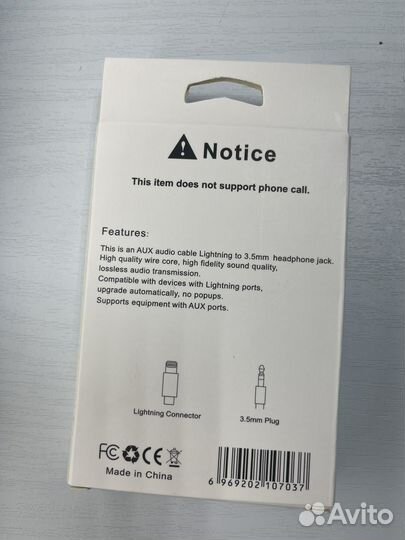 Notice
This item does not support phone call.
Features:
This is an AUX audio cable Lightning to 3.5mm headphone jack.
High quality wire core, high fidelity sound quality,
lossless audio transmission.
Compatible with devices with Lightning ports,
upgrade automatically, no popups.
Supports equipment with AUX ports.
Lightning Connector
3.5mm Plug
FC CE
Made in China
6 969202 107037
Avito